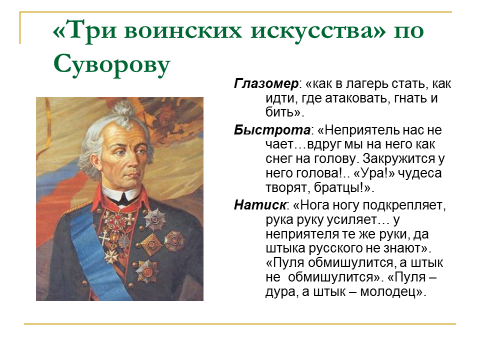 «Три воинских искусства» по
Суворову
Глазомер: «как в лагерь стать, как
идти, где атаковать, гнать и
бить».
Быстрота: «Неприятель нас не
чает…вдруг мы на него как
снег на голову. Закружится у
него голова!.. «Ура!» чудеса
творят, братцы!».
Натиск: «Нога ногу подкрепляет,
рука руку усиляет… у
неприятеля те же руки, да
штыка русского не знают».
«Пуля обмишулится, а штык
не обмишулится». «Пуля –
дура, а штык – молодец».